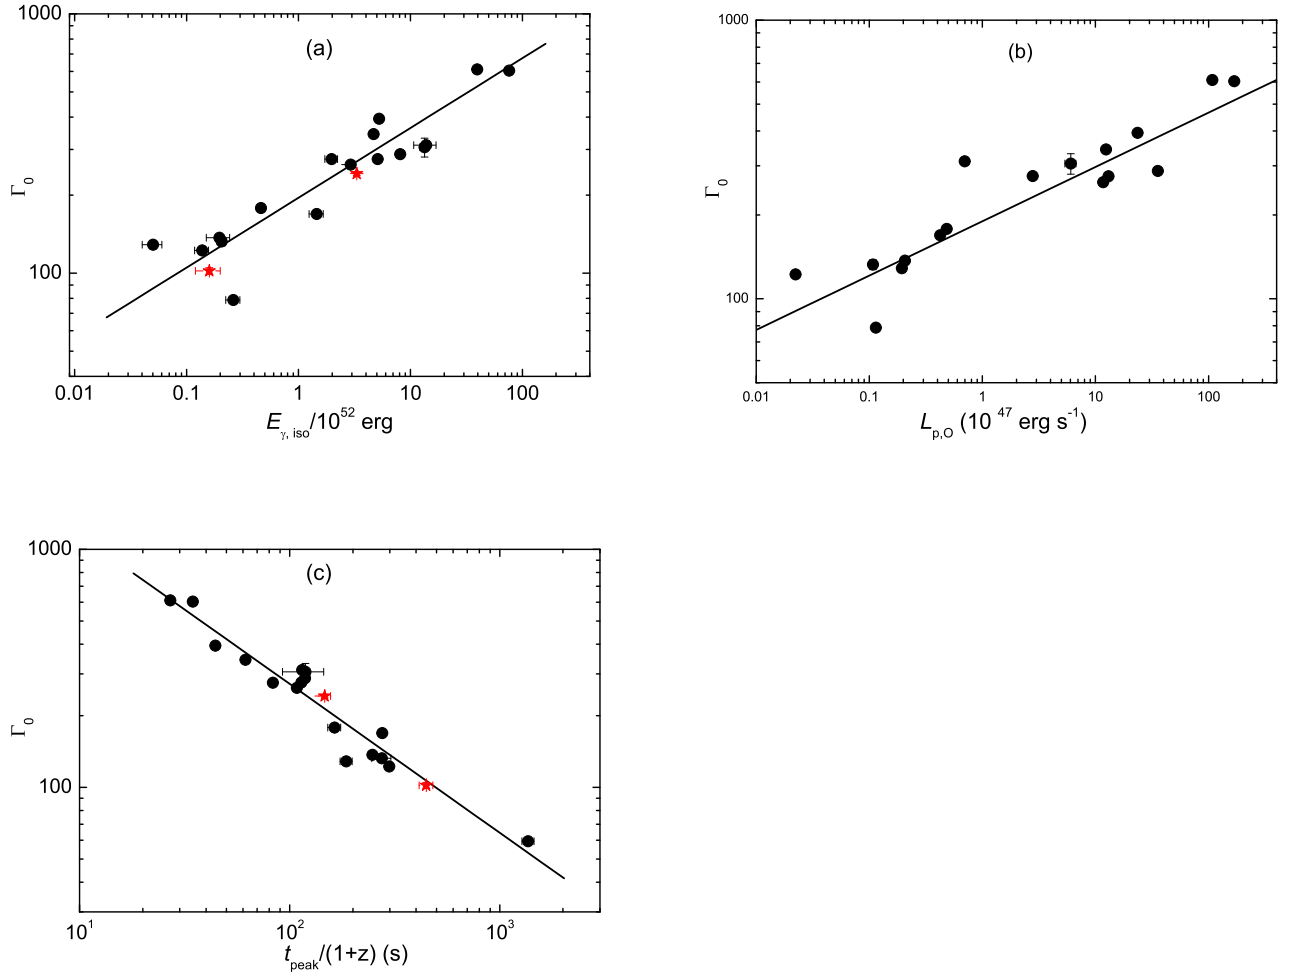 1000
(a)
Γ0
100
0.01 0.1 1 10 100
Eγ, iso/10^52 erg
1000
(b)
Γ0
100
0.01 0.1 1 10 100
Lp,O (10^47 erg s^-1)
1000
(c)
Γ0
100
10^1 10^2 10^3
tpeak/(1+z) (s)